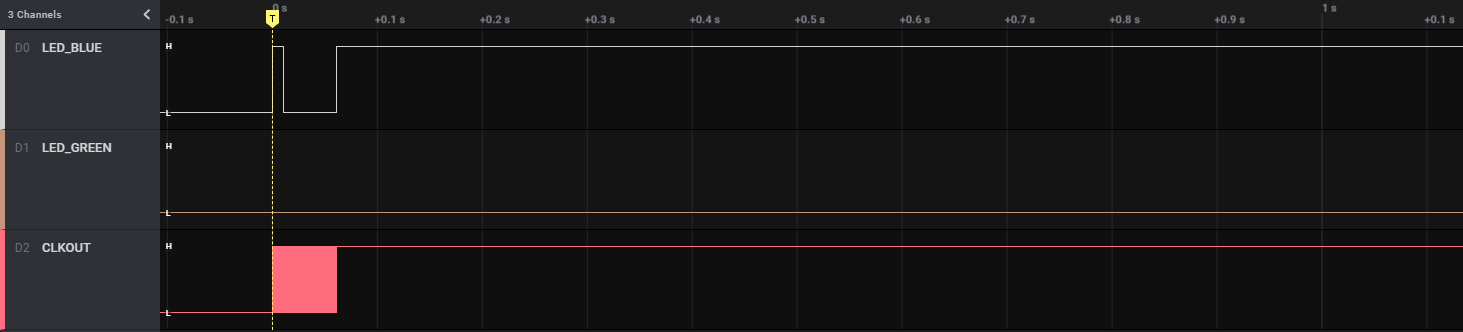 3 Channels
0 s 1 s
-0.1 s +0.1 s +0.2 s +0.3 s +0.4 s +0.5 s +0.6 s +0.7 s +0.8 s +0.9 s +0.1 s
T
D0 LED_BLUE H
L
D1 LED_GREEN H
L
D2 CLKOUT H
L